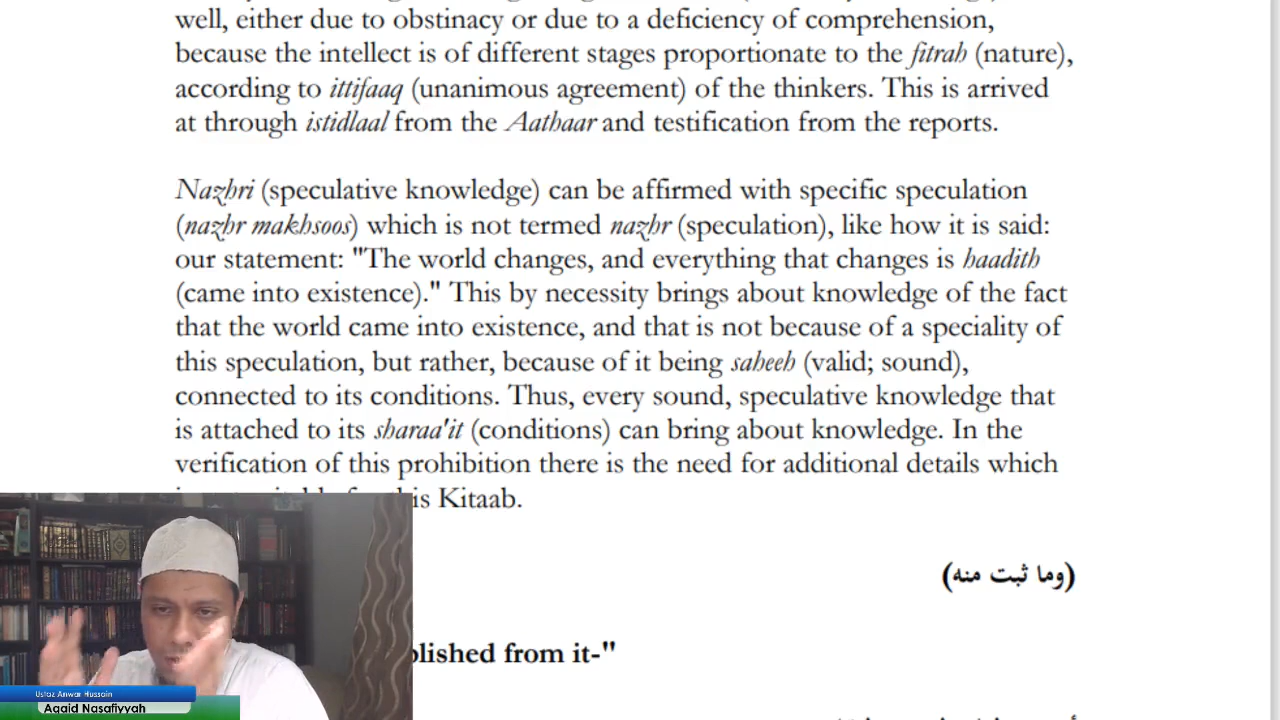 well, either due to obstinacy or due to a deficiency of comprehension,
because the intellect is of different stages proportionate to the fitrah (nature),
according to ittifaaq (unanimous agreement) of the thinkers. This is arrived
at through istidlaal from the Aathaar and testification from the reports.
Nazhri (speculative knowledge) can be affirmed with specific speculation
(nazhr makhsoos) which is not termed nazhr (speculation), like how it is said:
our statement: "The world changes, and everything that changes is haadith
(came into existence)." This by necessity brings about knowledge of the fact
that the world came into existence, and that is not because of a speciality of
this speculation, but rather, because of it being saheeh (valid; sound),
connected to its conditions. Thus, every sound, speculative knowledge that
is attached to its sharaa'it (conditions) can bring about knowledge. In the
verification of this prohibition there is the need for additional details which
Kitaab.
(وما ثبت منه)
from it-"
Ustaz Anwar Hussain
Aqaid Nasafiyyah